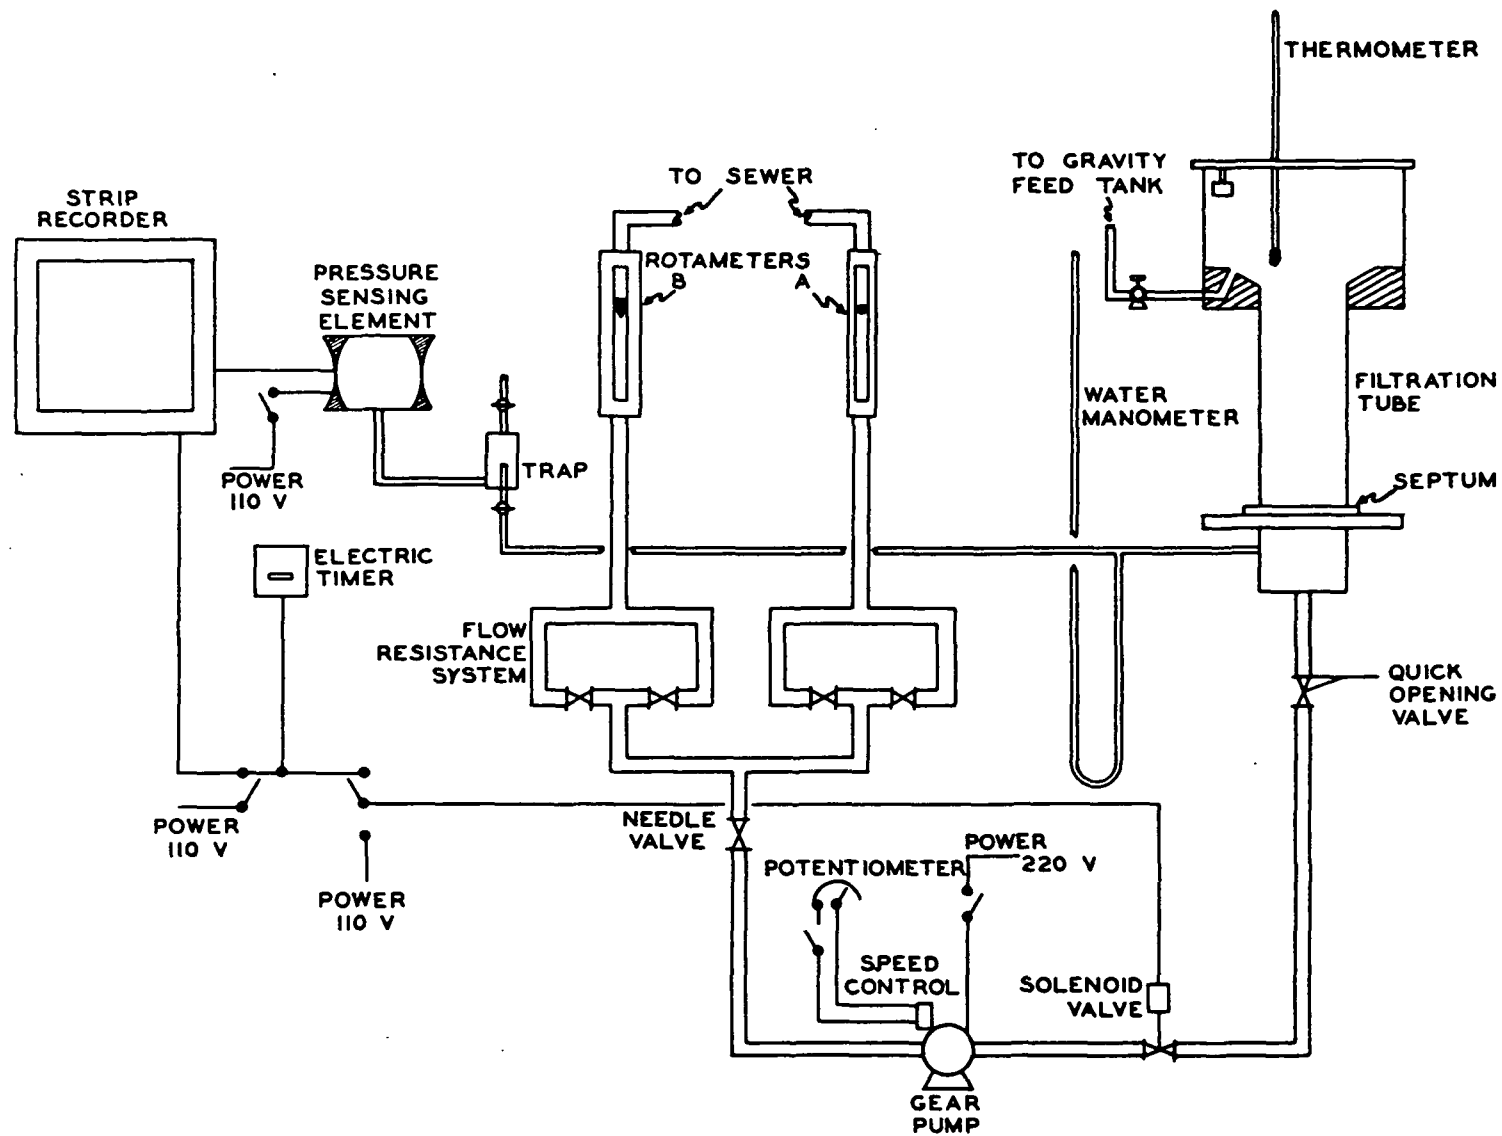 THERMOMETER
TO GRAVITY
FEED TANK
TO SEWER
STRIP
RECORDER
ROTAMETERS
B
A
PRESSURE
SENSING
ELEMENT
WATER
MANOMETER
FILTRATION
TUBE
TRAP
SEPTUM
POWER
110 V
ELECTRIC
TIMER
FLOW
RESISTANCE
SYSTEM
QUICK
OPENING
VALVE
POWER
110 V
NEEDLE
VALVE
POWER
220 V
POTENTIOMETER
POWER
110 V
SPEED
CONTROL
SOLENOID
VALVE
GEAR
PUMP